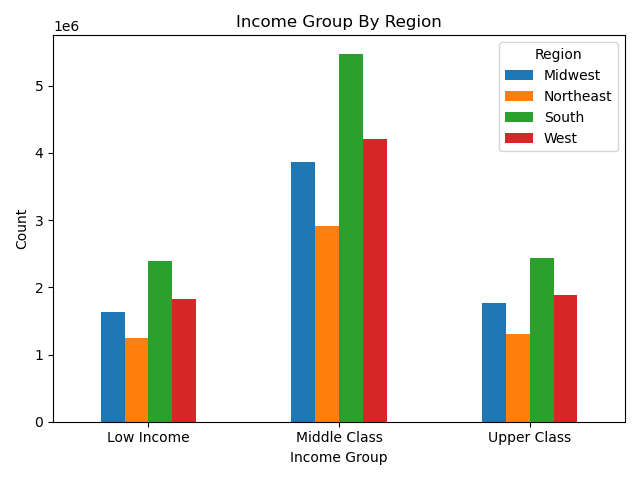 Income Group By Region
1e6
Region
Midwest
Northeast
South
West
5
4
3
2
1
0
Count
Low Income Middle Class Upper Class
Income Group